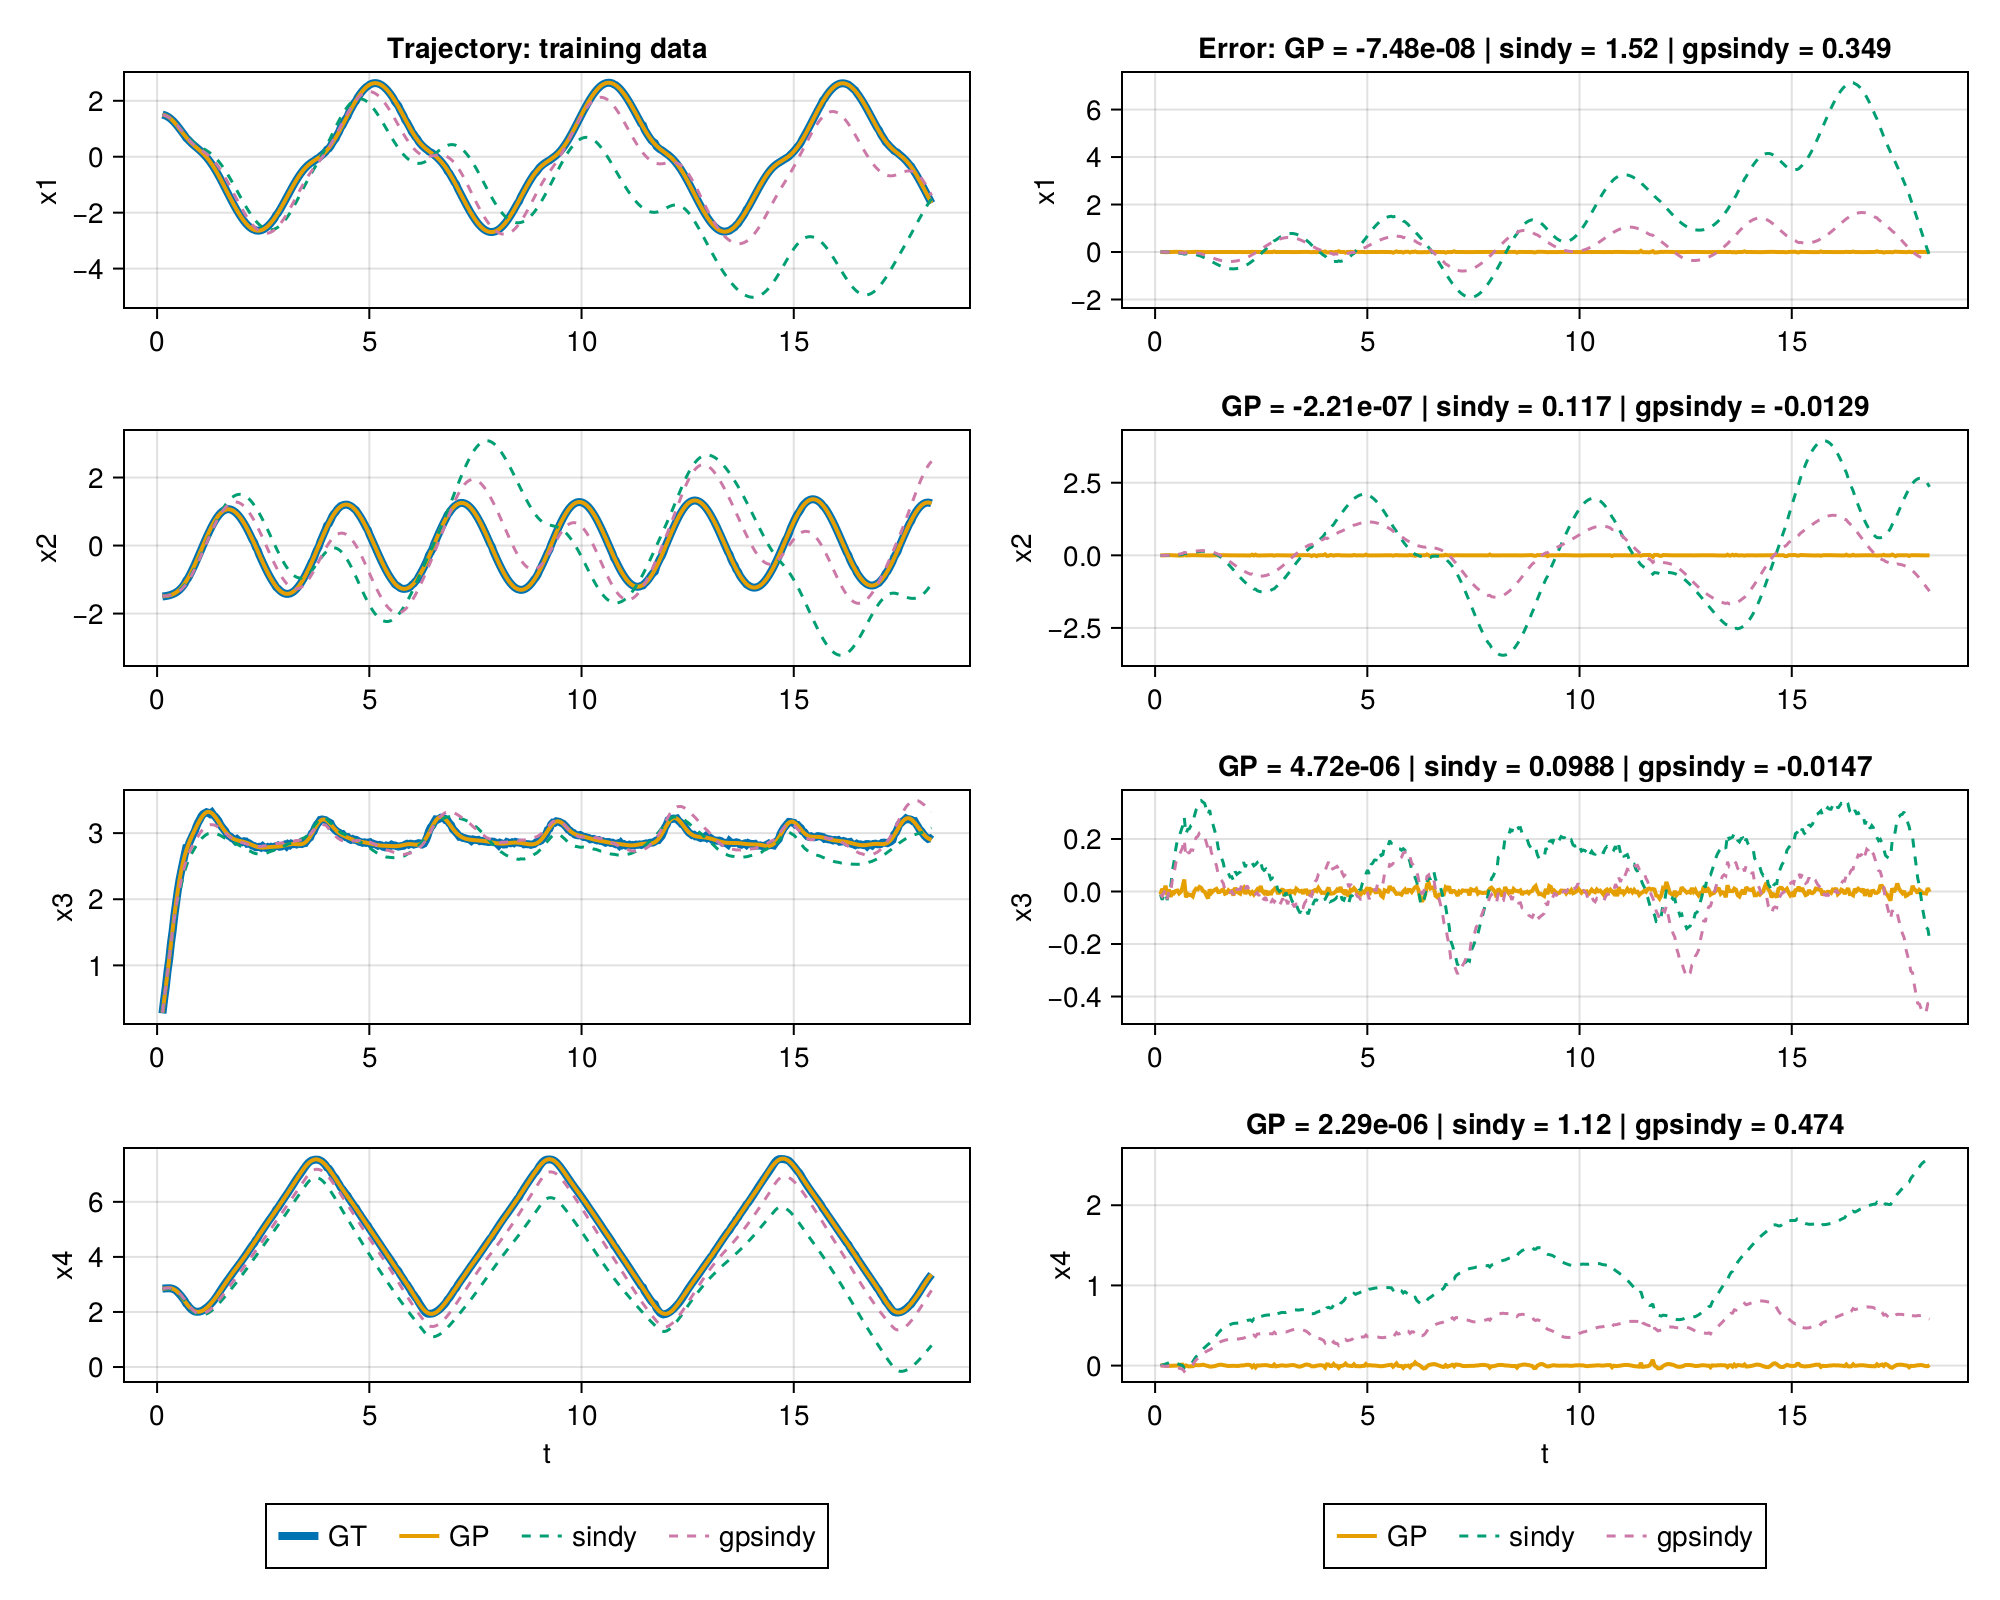 Trajectory: training data
x1
2
0
−2
−4
0 5 10 15
Error: GP = -7.48e-08 | sindy = 1.52 | gpsindy = 0.349
x1
6
4
2
0
−2
0 5 10 15
x2
2
0
−2
0 5 10 15
GP = -2.21e-07 | sindy = 0.117 | gpsindy = -0.0129
x2
2.5
0.0
−2.5
0 5 10 15
x3
3
2
1
0 5 10 15
GP = 4.72e-06 | sindy = 0.0988 | gpsindy = -0.0147
x3
0.2
0.0
−0.2
−0.4
0 5 10 15
x4
6
4
2
0
0 5 10 15
t
GP = 2.29e-06 | sindy = 1.12 | gpsindy = 0.474
x4
2
1
0
0 5 10 15
t
GT GP sindy gpsindy
GP sindy gpsindy